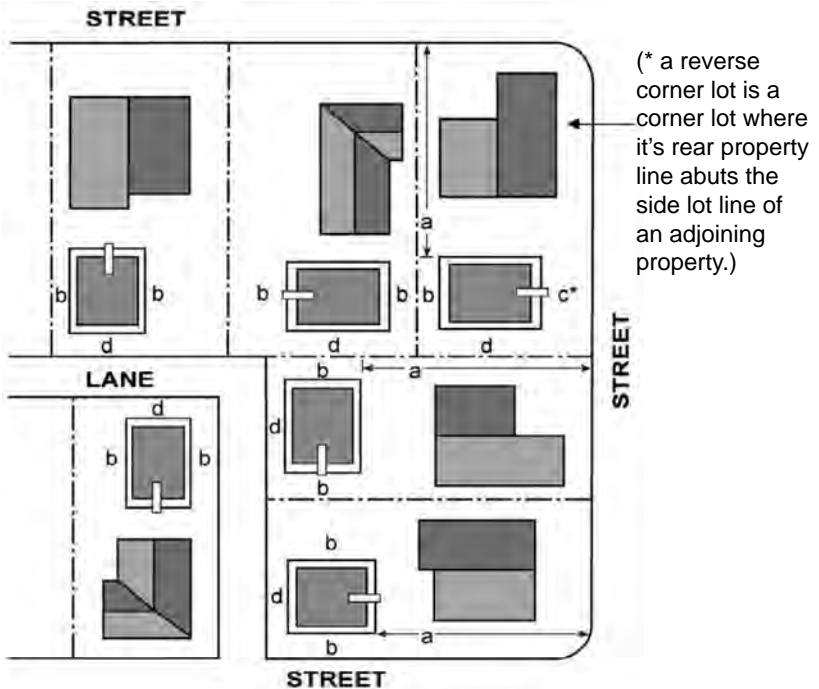 STREET
(* a reverse
corner lot is a
corner lot where
it's rear property
line abuts the
side lot line of
an adjoining
property.)
a
b
b
b
b
b
c*
d
d
d
STREET
LANE
b
a
d
d
b
b
b
b
d
a
b
STREET